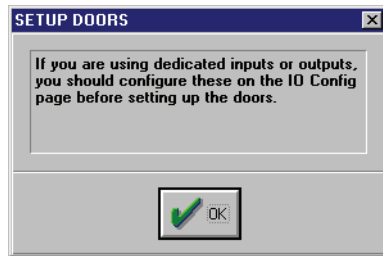 SETUP DOORS
If you are using dedicated inputs or outputs,
you should configure these on the IO Config
page before setting up the doors.
OK